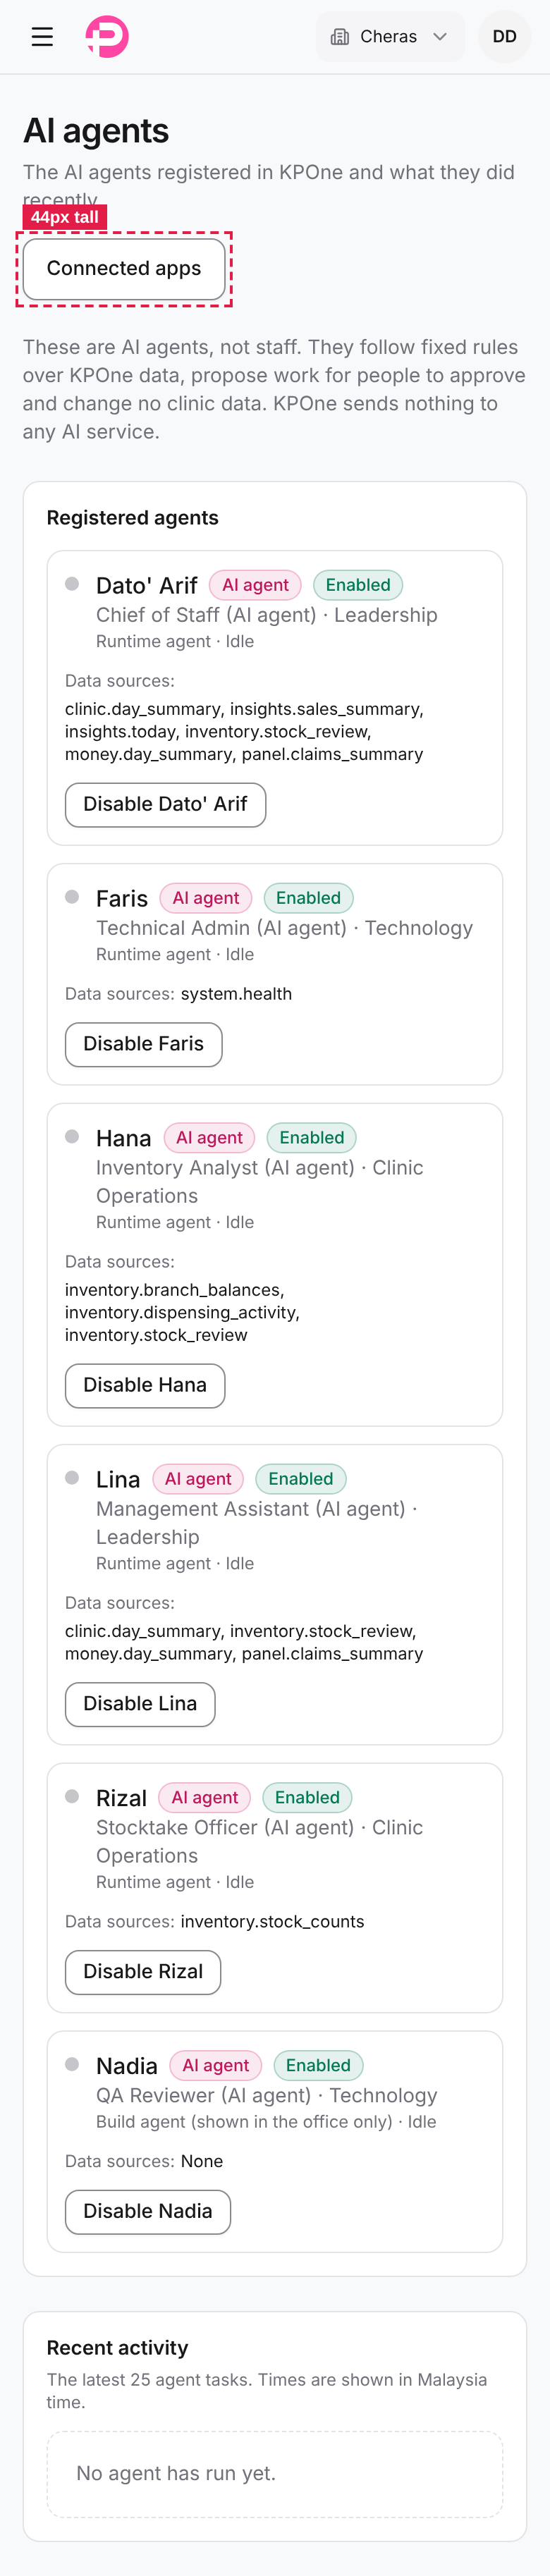 Cheras
DD
AI agents
The AI agents registered in KPOne and what they did
recently.
44px tall
Connected apps
These are AI agents, not staff. They follow fixed rules
over KPOne data, propose work for people to approve
and change no clinic data. KPOne sends nothing to
any AI service.
Registered agents
Dato' Arif AI agent Enabled
Chief of Staff (AI agent) · Leadership
Runtime agent · Idle
Data sources:
clinic.day_summary, insights.sales_summary,
insights.today, inventory.stock_review,
money.day_summary, panel.claims_summary
Disable Dato' Arif
Faris AI agent Enabled
Technical Admin (AI agent) · Technology
Runtime agent · Idle
Data sources: system.health
Disable Faris
Hana AI agent Enabled
Inventory Analyst (AI agent) · Clinic
Operations
Runtime agent · Idle
Data sources:
inventory.branch_balances,
inventory.dispensing_activity,
inventory.stock_review
Disable Hana
Lina AI agent Enabled
Management Assistant (AI agent) ·
Leadership
Runtime agent · Idle
Data sources:
clinic.day_summary, inventory.stock_review,
money.day_summary, panel.claims_summary
Disable Lina
Rizal AI agent Enabled
Stocktake Officer (AI agent) · Clinic
Operations
Runtime agent · Idle
Data sources: inventory.stock_counts
Disable Rizal
Nadia AI agent Enabled
QA Reviewer (AI agent) · Technology
Build agent (shown in the office only) · Idle
Data sources: None
Disable Nadia
Recent activity
The latest 25 agent tasks. Times are shown in Malaysia
time.
No agent has run yet.